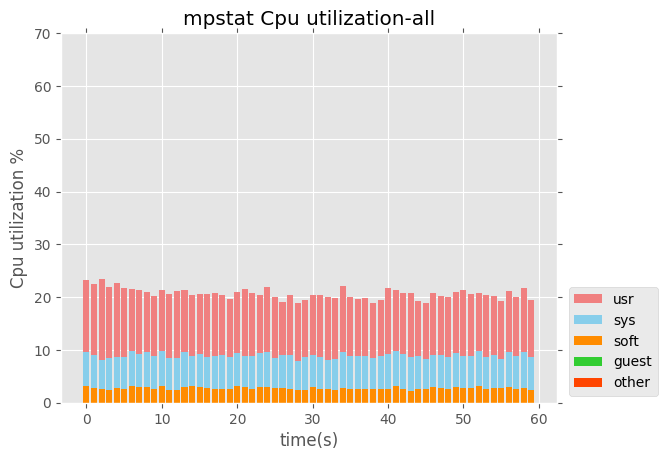 mpstat Cpu utilization-all
70
60
50
40
30
20
10
0
Cpu utilization %
0 10 20 30 40 50 60
time(s)
usr
sys
soft
guest
other